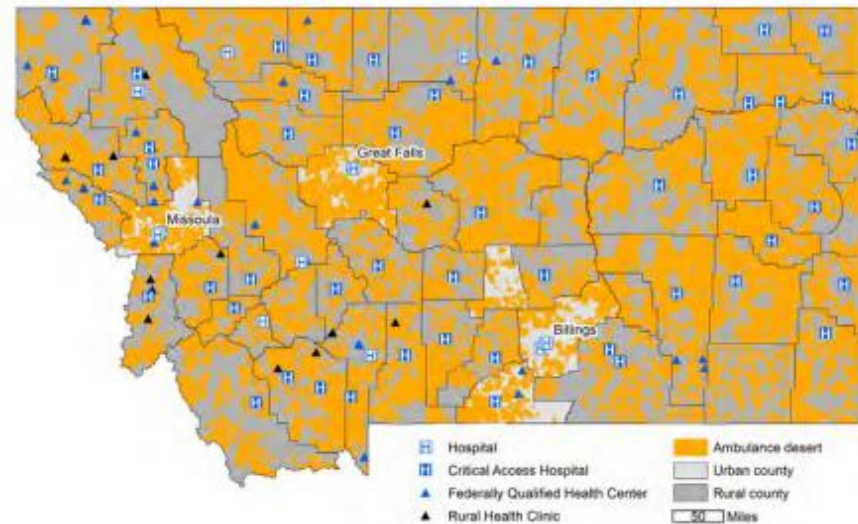 Great Falls
Missoula
Billings
Hospital
Critical Access Hospital
Federally Qualified Health Center
Rural Health Clinic
Ambulance desert
Urban county
Rural county
50 Miles